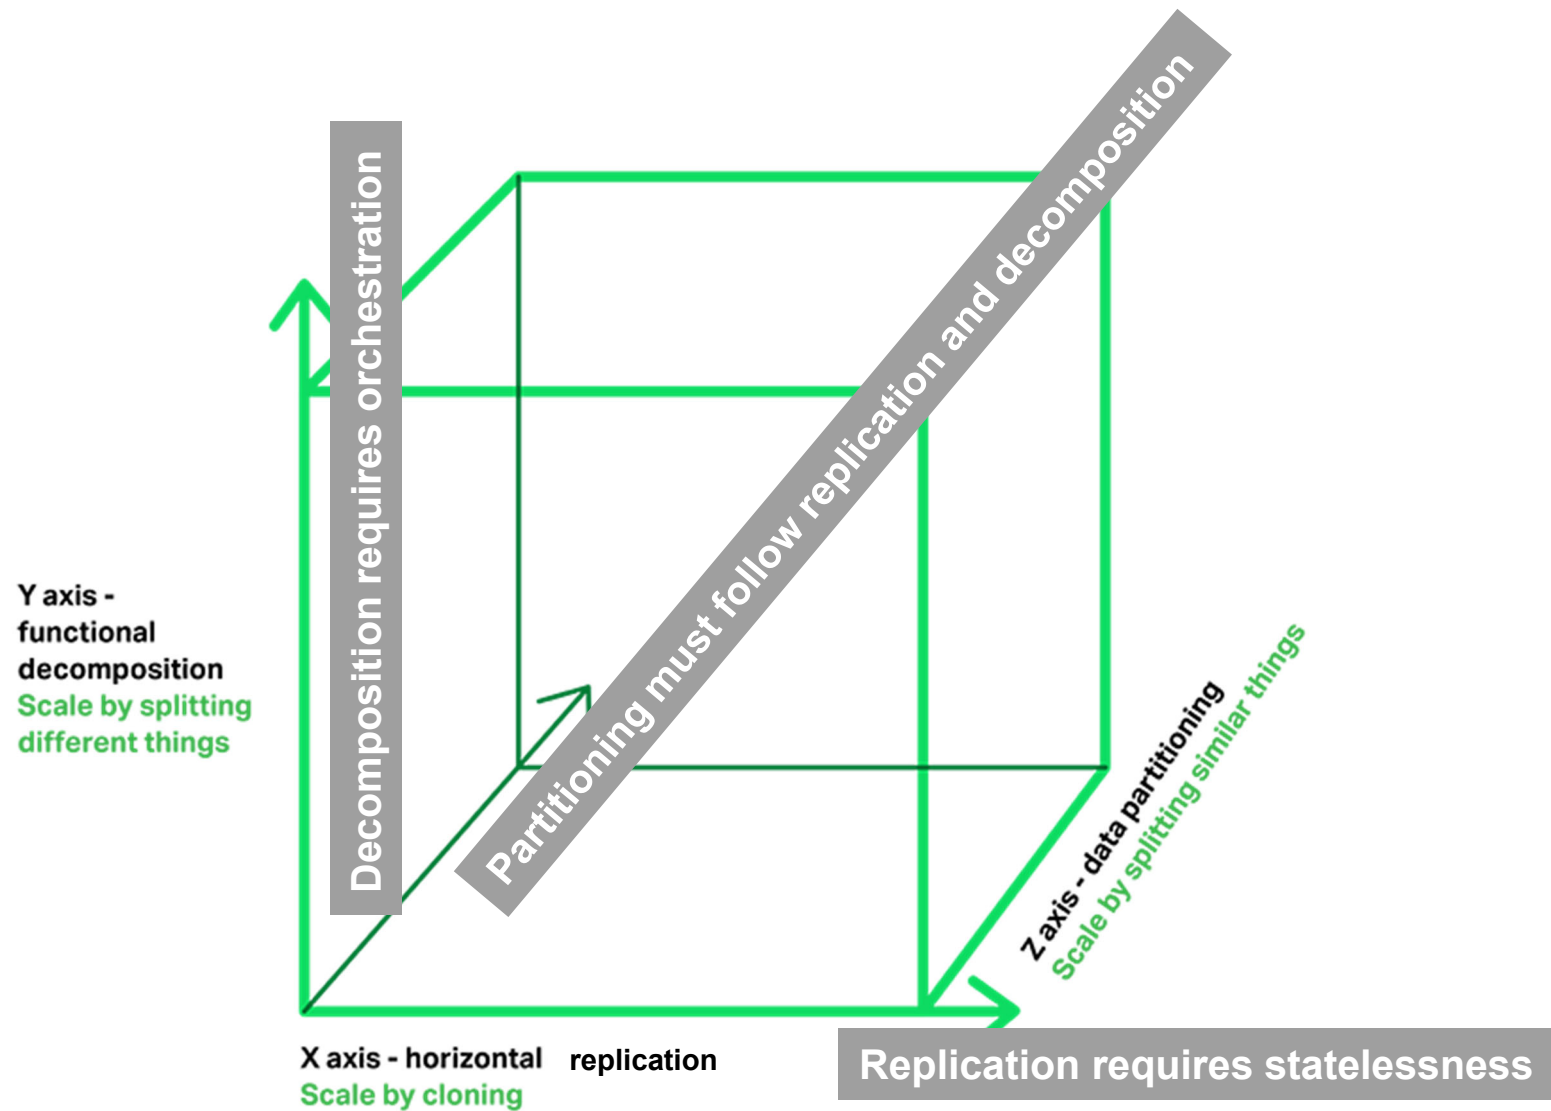 Decomposition requires orchestration
Partitioning must follow replication and decomposition
Y axis -
functional
decomposition
Scale by splitting
different things
Z axis - data partitioning
Scale by splitting similar things
X axis - horizontal replication
Scale by cloning
Replication requires statelessness